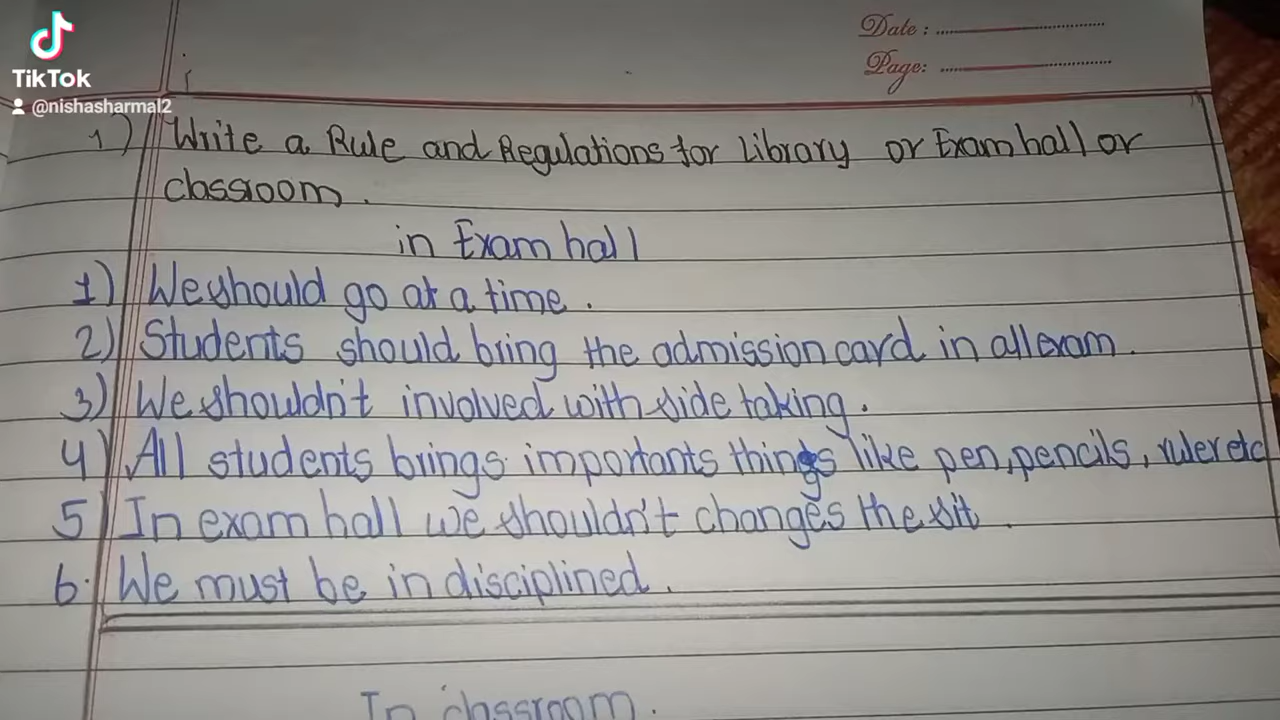 TikTok
@nishasharmal2
Date :
Page:
1) Write a Rule and Regulations for Library or Exam hall or
classroom.
in Exam hall
1) We should go at a time.
2) Students should bring the admission card in all exam.
3) We shouldn't involved with side taking.
4) All students brings importants things like pen, pencils, ruler etc
5) In exam hall we shouldn't changes the sit.
6. We must be in disciplined.
In classroom.